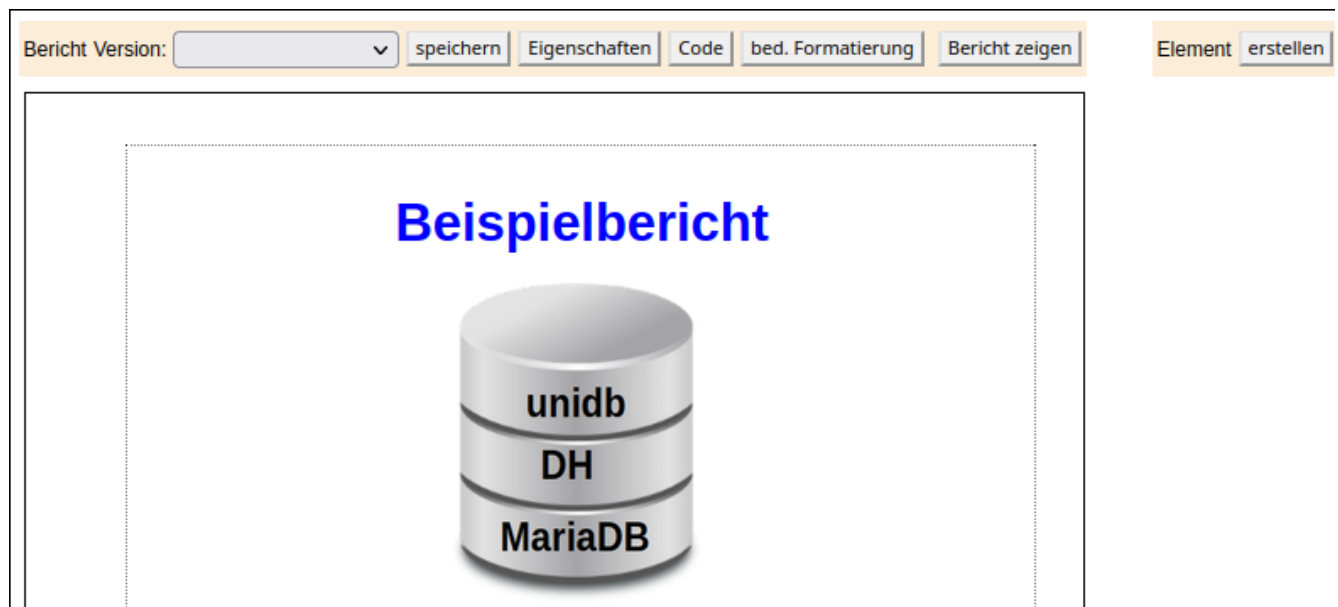 Bericht Version: speichern Eigenschaften Code bed. Formatierung Bericht zeigen Element erstellen
Beispielbericht
unidb
DH
MariaDB